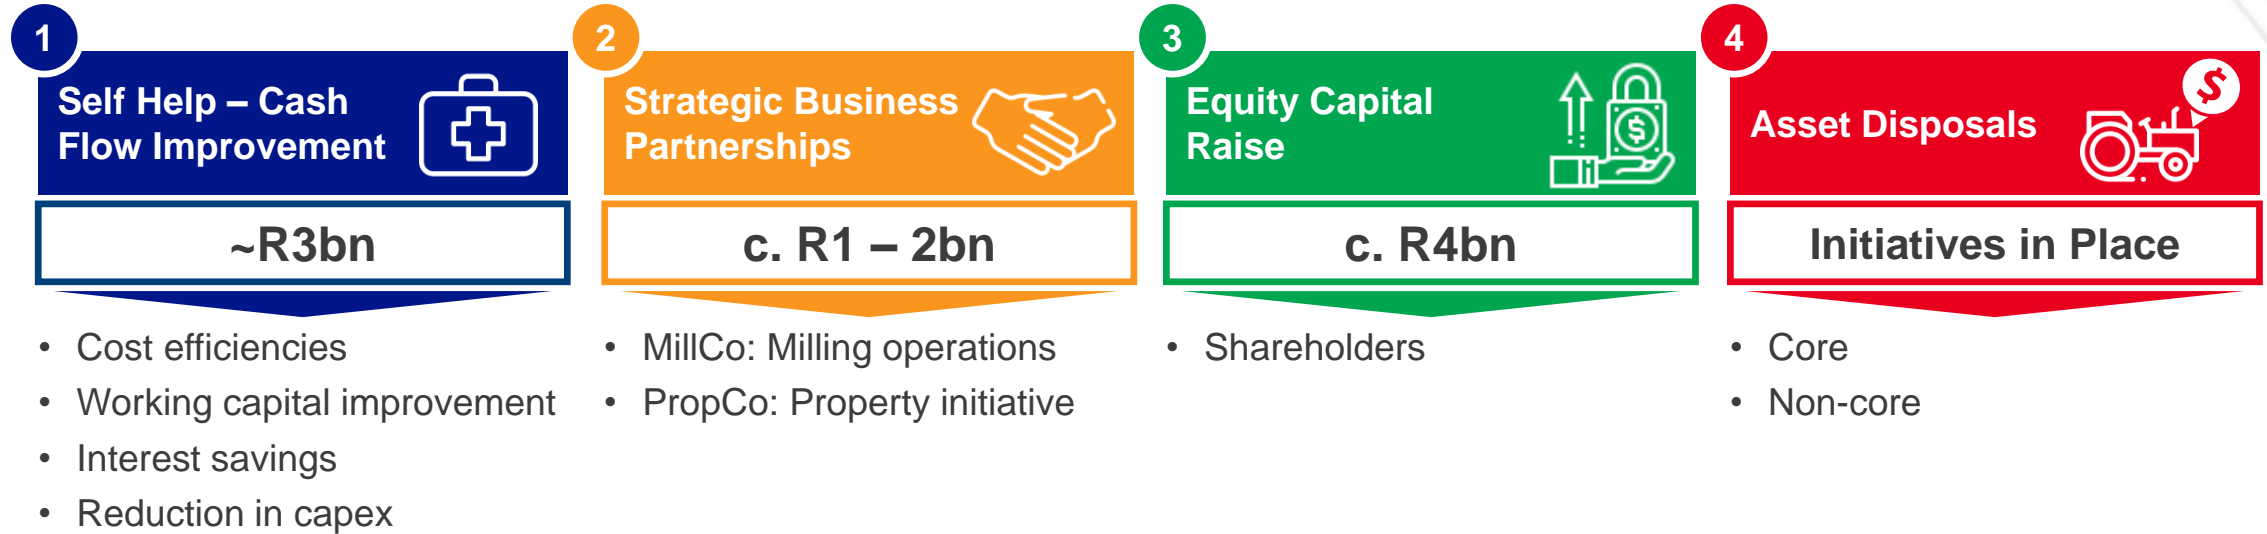 1
Self Help – Cash
Flow Improvement
~R3bn
• Cost efficiencies
• Working capital improvement
• Interest savings
• Reduction in capex
2
Strategic Business
Partnerships
c. R1 – 2bn
• MillCo: Milling operations
• PropCo: Property initiative
3
Equity Capital
Raise
$
c. R4bn
• Shareholders
4
Asset Disposals
$
Initiatives in Place
• Core
• Non-core